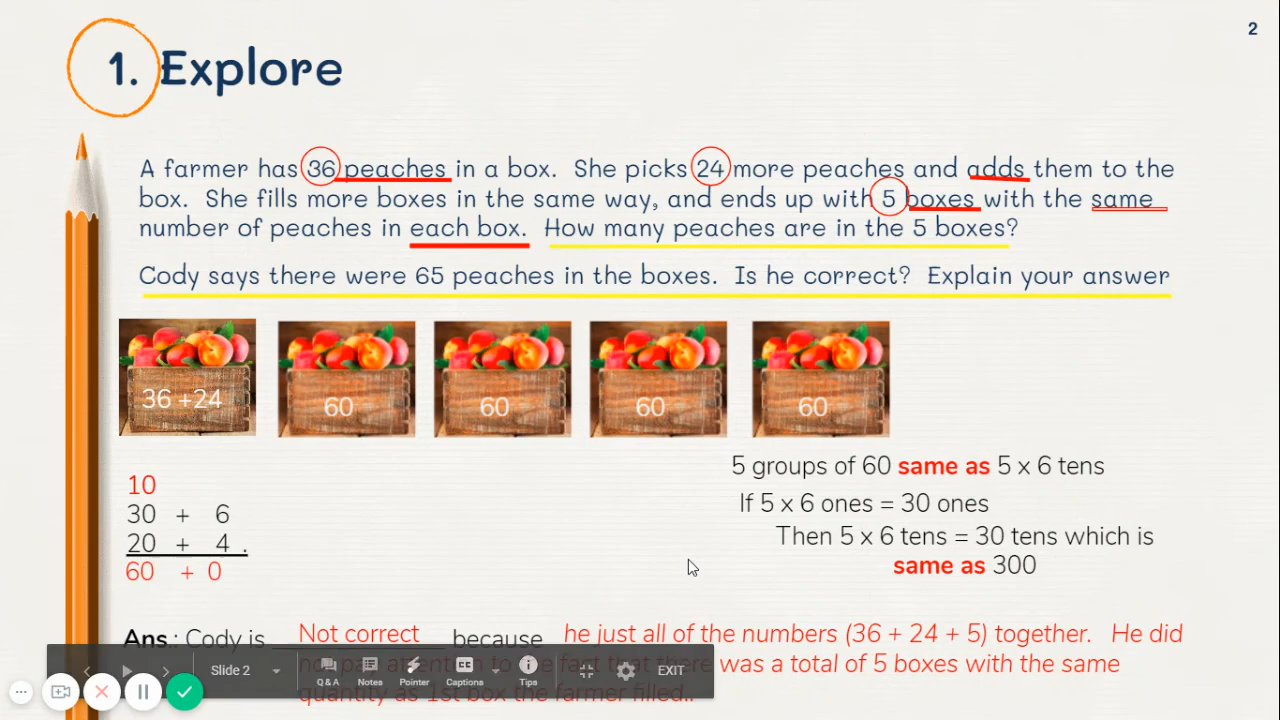 2
1. Explore
A farmer has 36 peaches in a box. She picks 24 more peaches and adds them to the
box. She fills more boxes in the same way, and ends up with 5 boxes with the same
number of peaches in each box. How many peaches are in the 5 boxes?
Cody says there were 65 peaches in the boxes. Is he correct? Explain your answer
36 +24 60 60 60 60
5 groups of 60 same as 5 x 6 tens
If 5 x 6 ones = 30 ones
Then 5 x 6 tens = 30 tens which is
same as 300
10
30 + 6
20 + 4 .
60 + 0
Ans.: Cody is Not correct because he just all of the numbers (36 + 24 + 5) together. He did
there was a total of 5 boxes with the same
quantity as 1st box the farmer filled..
Slide 2
Q & A Notes Pointer Captions Tips EXIT